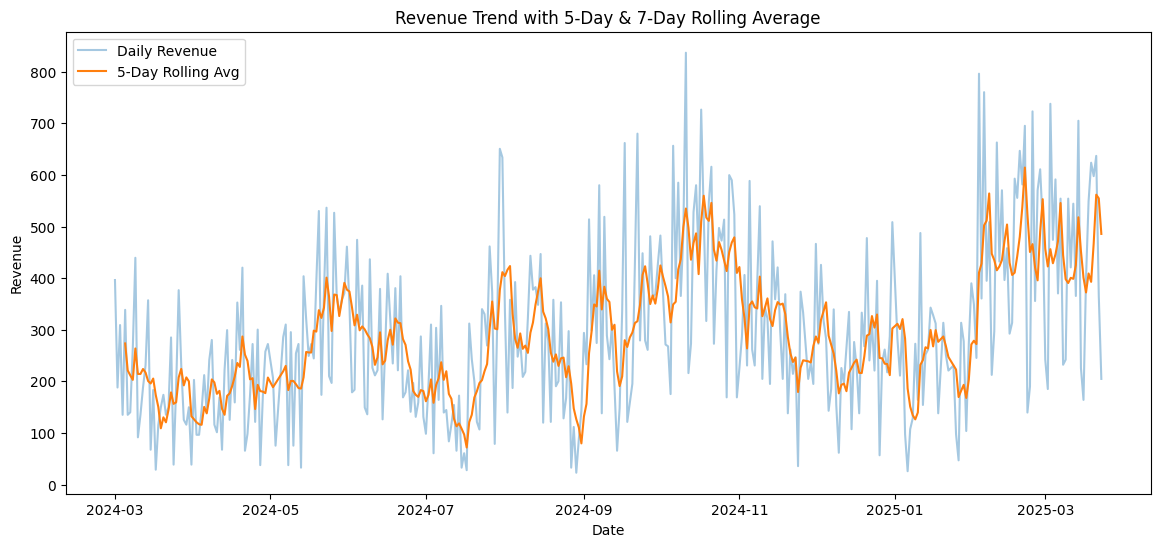 Revenue Trend with 5-Day & 7-Day Rolling Average
Daily Revenue
5-Day Rolling Avg
800
700
600
500
400
300
200
100
0
Revenue
2024-03 2024-05 2024-07 2024-09 2024-11 2025-01 2025-03
Date